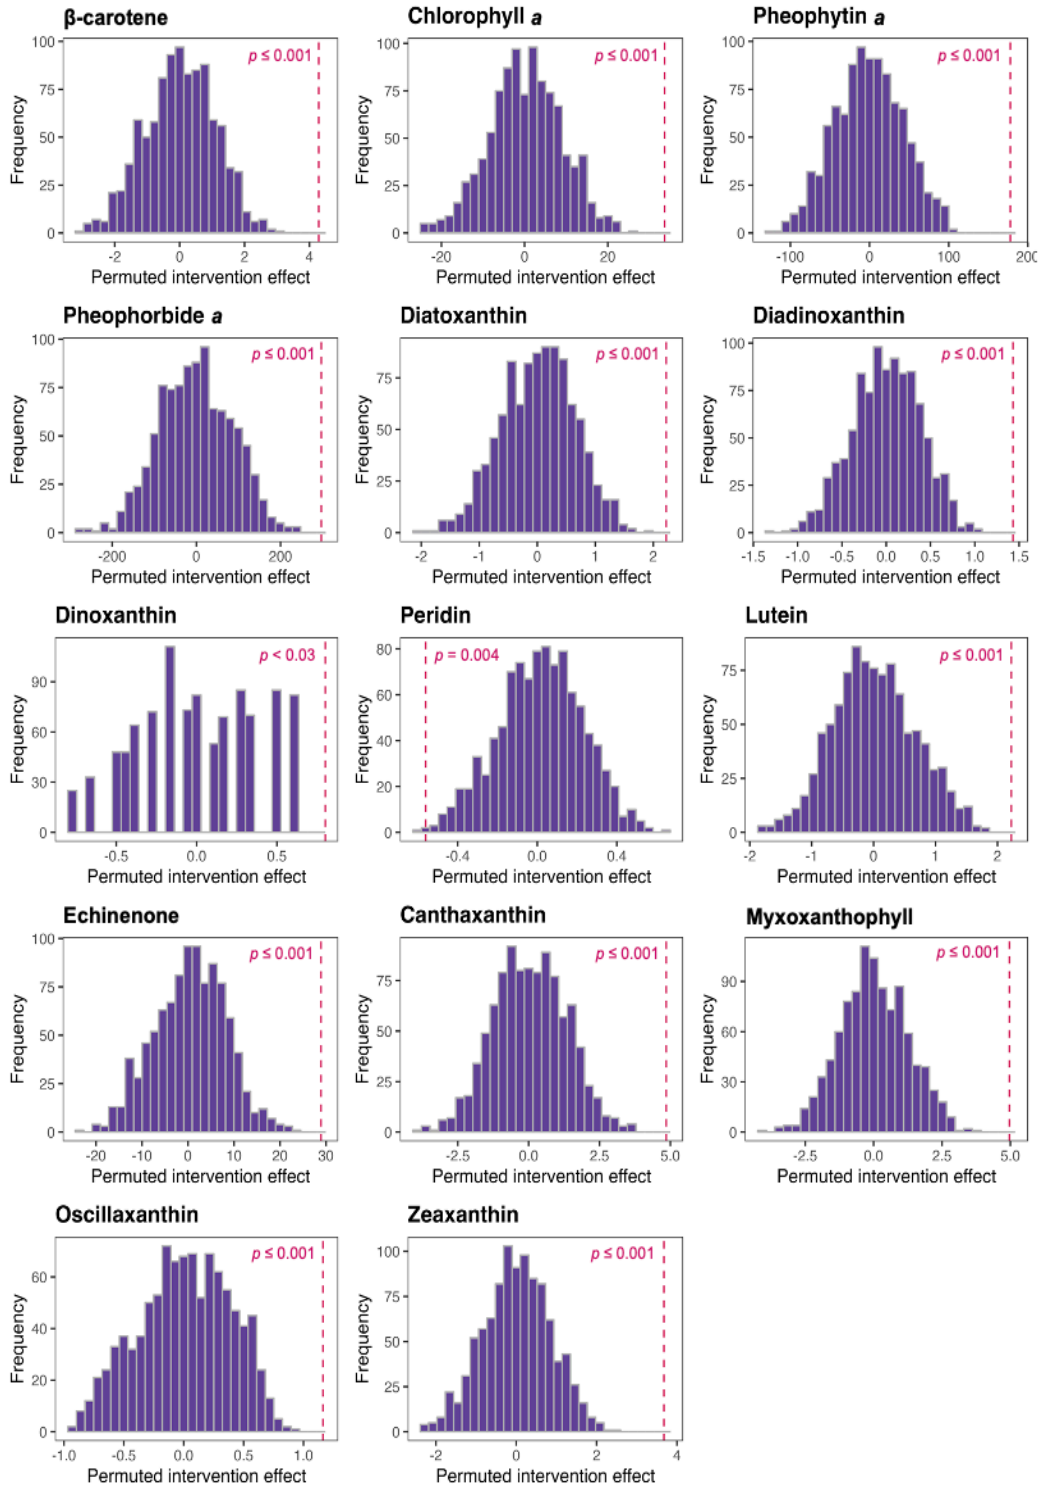 β-carotene
100
75
50
25
0
Frequency
p ≤ 0.001
-2 0 2 4
Permuted intervention effect
Chlorophyll a
100
75
50
25
0
Frequency
p ≤ 0.001
-20 0 20
Permuted intervention effect
Pheophytin a
100
75
50
25
0
Frequency
p ≤ 0.001
-100 0 100 200
Permuted intervention effect
Pheophorbide a
100
75
50
25
0
Frequency
p ≤ 0.001
-200 0 200
Permuted intervention effect
Diatoxanthin
75
50
25
0
Frequency
p ≤ 0.001
-2 -1 0 1 2
Permuted intervention effect
Diadinoxanthin
100
75
50
25
0
Frequency
p ≤ 0.001
-1.5 -1.0 -0.5 0.0 0.5 1.0 1.5
Permuted intervention effect
Dinoxanthin
90
60
30
0
Frequency
p < 0.03
-0.5 0.0 0.5
Permuted intervention effect
Peridin
80
60
40
20
0
Frequency
p = 0.004
-0.4 0.0 0.4
Permuted intervention effect
Lutein
75
50
25
0
Frequency
p ≤ 0.001
-2 -1 0 1 2
Permuted intervention effect
Echinenone
100
75
50
25
0
Frequency
p ≤ 0.001
-20 -10 0 10 20 30
Permuted intervention effect
Canthaxanthin
75
50
25
0
Frequency
p ≤ 0.001
-2.5 0.0 2.5 5.0
Permuted intervention effect
Myxoxanthophyll
90
60
30
0
Frequency
p ≤ 0.001
-2.5 0.0 2.5 5.0
Permuted intervention effect
Oscillaxanthin
60
40
20
0
Frequency
p ≤ 0.001
-1.0 -0.5 0.0 0.5 1.0
Permuted intervention effect
Zeaxanthin
100
75
50
25
0
Frequency
p ≤ 0.001
-2 0 2 4
Permuted intervention effect